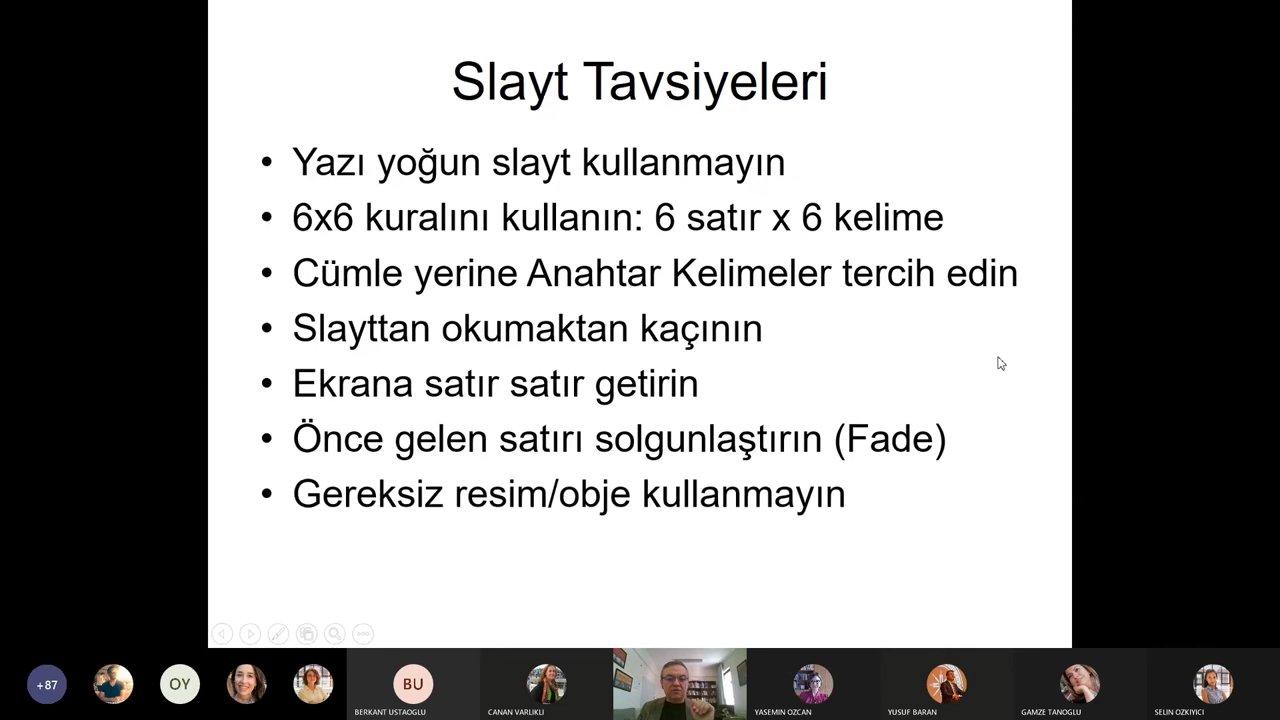 Slayt Tavsiyeleri
• Yazı yoğun slayt kullanmayın
• 6x6 kuralını kullanın: 6 satır x 6 kelime
• Cümle yerine Anahtar Kelimeler tercih edin
• Slayttan okumaktan kaçının
• Ekrana satır satır getirin
• Önce gelen satırı solgunlaştırın (Fade)
• Gereksiz resim/obje kullanmayın
+87
OY
BU
BERKANT USTAOGLU
CANAN VARLIKLI
YASEMIN OZCAN
YUSUF BARAN
GAMZE TANOGLU
SELIN OZKIYICI